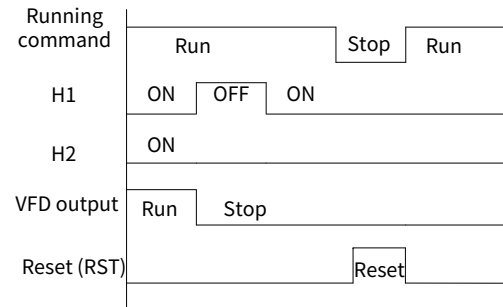 Running
command
Run Stop Run
H1 ON OFF ON
H2 ON
VFD output Run Stop
Reset (RST) Reset